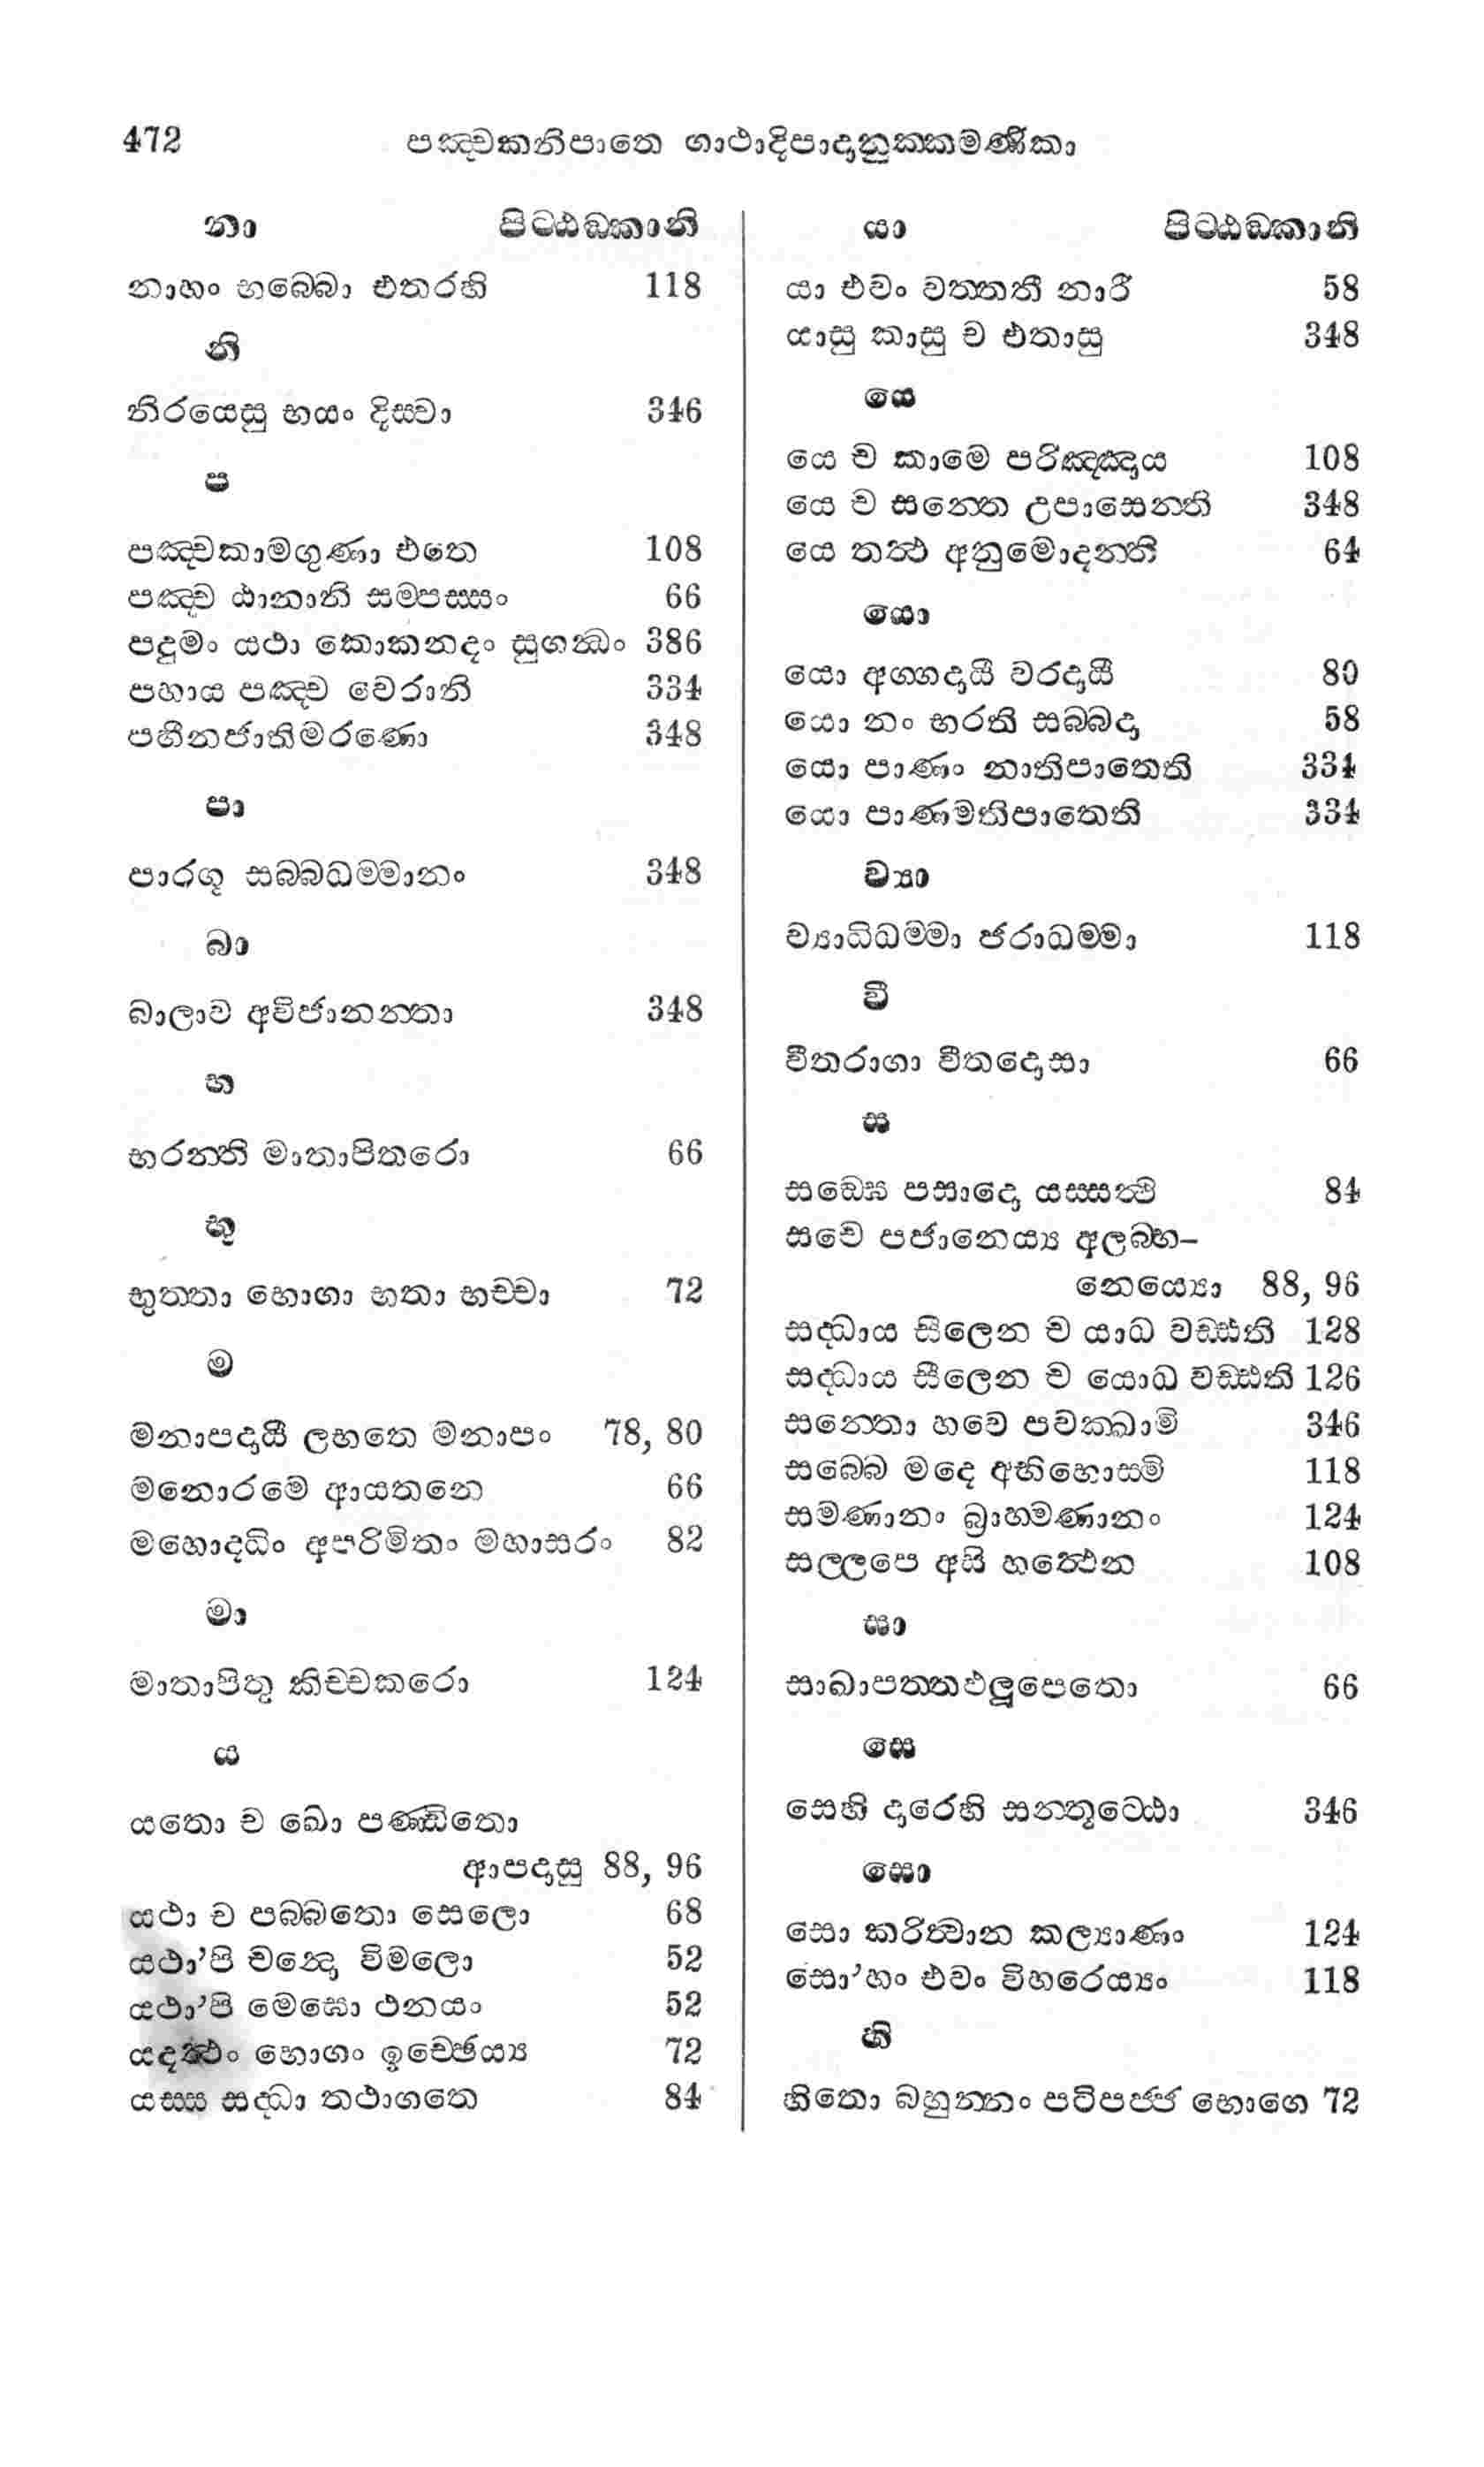 472 පඤ්චකනිපාතෙ ගාථාදිපාදානුක්කමණිකා
නා පිට්ඨඞ්කානි
නාහං භබ්බො එතරහි 118
නි
නිරයෙසු භයං දිස්වා 346
ප
පඤ්චකාමගුණා එතෙ 108
පඤ්ච ඨානානි සම්පස්සං 66
පදුමං යථා කොකනදං සුගන්ධං 386
පහාය පඤ්ච වෙරානි 334
පහීනජාතිමරණො 348
පා
පාරගූ සබ්බධම්මානං 348
බා
බාලාව අවිජානන්තා 348
භ
භරන්ති මාතාපිතරො 66
භු
භුත්තා භොගා භතා භච්චා 72
ම
මනාපදායී ලභතෙ මනාපං 78, 80
මනොරමෙ ආයතනෙ 66
මහොදධිං අපරිමිතං මහාසරං 82
මා
මාතාපිතු කිච්චකරො 124
ය
යතො ච ඛො පණ්ඩිතො
ආපදාසු 88, 96
යථා ච පබ්බතො සෙලො 68
යථා’පි චන්දො විමලො 52
යථා’පි මෙඝො ථනයං 52
යදත්ථං භොගං ඉච්ඡෙය්‍ය 72
යස්ස සද්ධා තථාගතෙ 84
යා පිට්ඨඞ්කානි
යා එවං වත්තතී නාරී 58
යාසු කාසු ච එතාසු 348
යෙ
යෙ ච කාමෙ පරිඤ්ඤාය 108
යෙ ව සන්තෙ උපාසෙන්ති 348
යෙ තත්ථ අනුමොදන්ති 64
යො
යො අග්ගදායී වරදායී 80
යො නං භරති සබ්බදා 58
යො පාණං නාතිපාතෙති 334
යො පාණමතිපාතෙති 334
ව්‍යා
ව්‍යාධිධම්මා ජරාධම්මා 118
වී
වීතරාගා වීතදොසා 66
ස
සඞ්ඝෙ පසාදො යස්සත්ථි 84
සවෙ පජානෙය්‍ය අලබ්භ-
නෙය්‍යො 88, 96
සද්ධාය සීලෙන ච යාධ වඩ්ඪති 128
සද්ධාය සීලෙන ච යොධ වඩ්ඪති 126
සන්තො හවෙ පවක්ඛාමි 346
සබ්බෙ මදෙ අභිභොස්මි 118
සමණානං බ්‍රාහ්මණානං 124
සල්ලපෙ අසි හත්ථෙන 108
සා
සාඛාපත්තඵලූපෙතො 66
සෙ
සෙහි දාරෙහි සන්තුට්ඨො 346
සො
සො කරිත්වාන කල්‍යාණං 124
සො’හං එවං විහරෙය්‍යං 118
හි
හිතො බහුන්නං පටිපජ්ජ භොගෙ 72